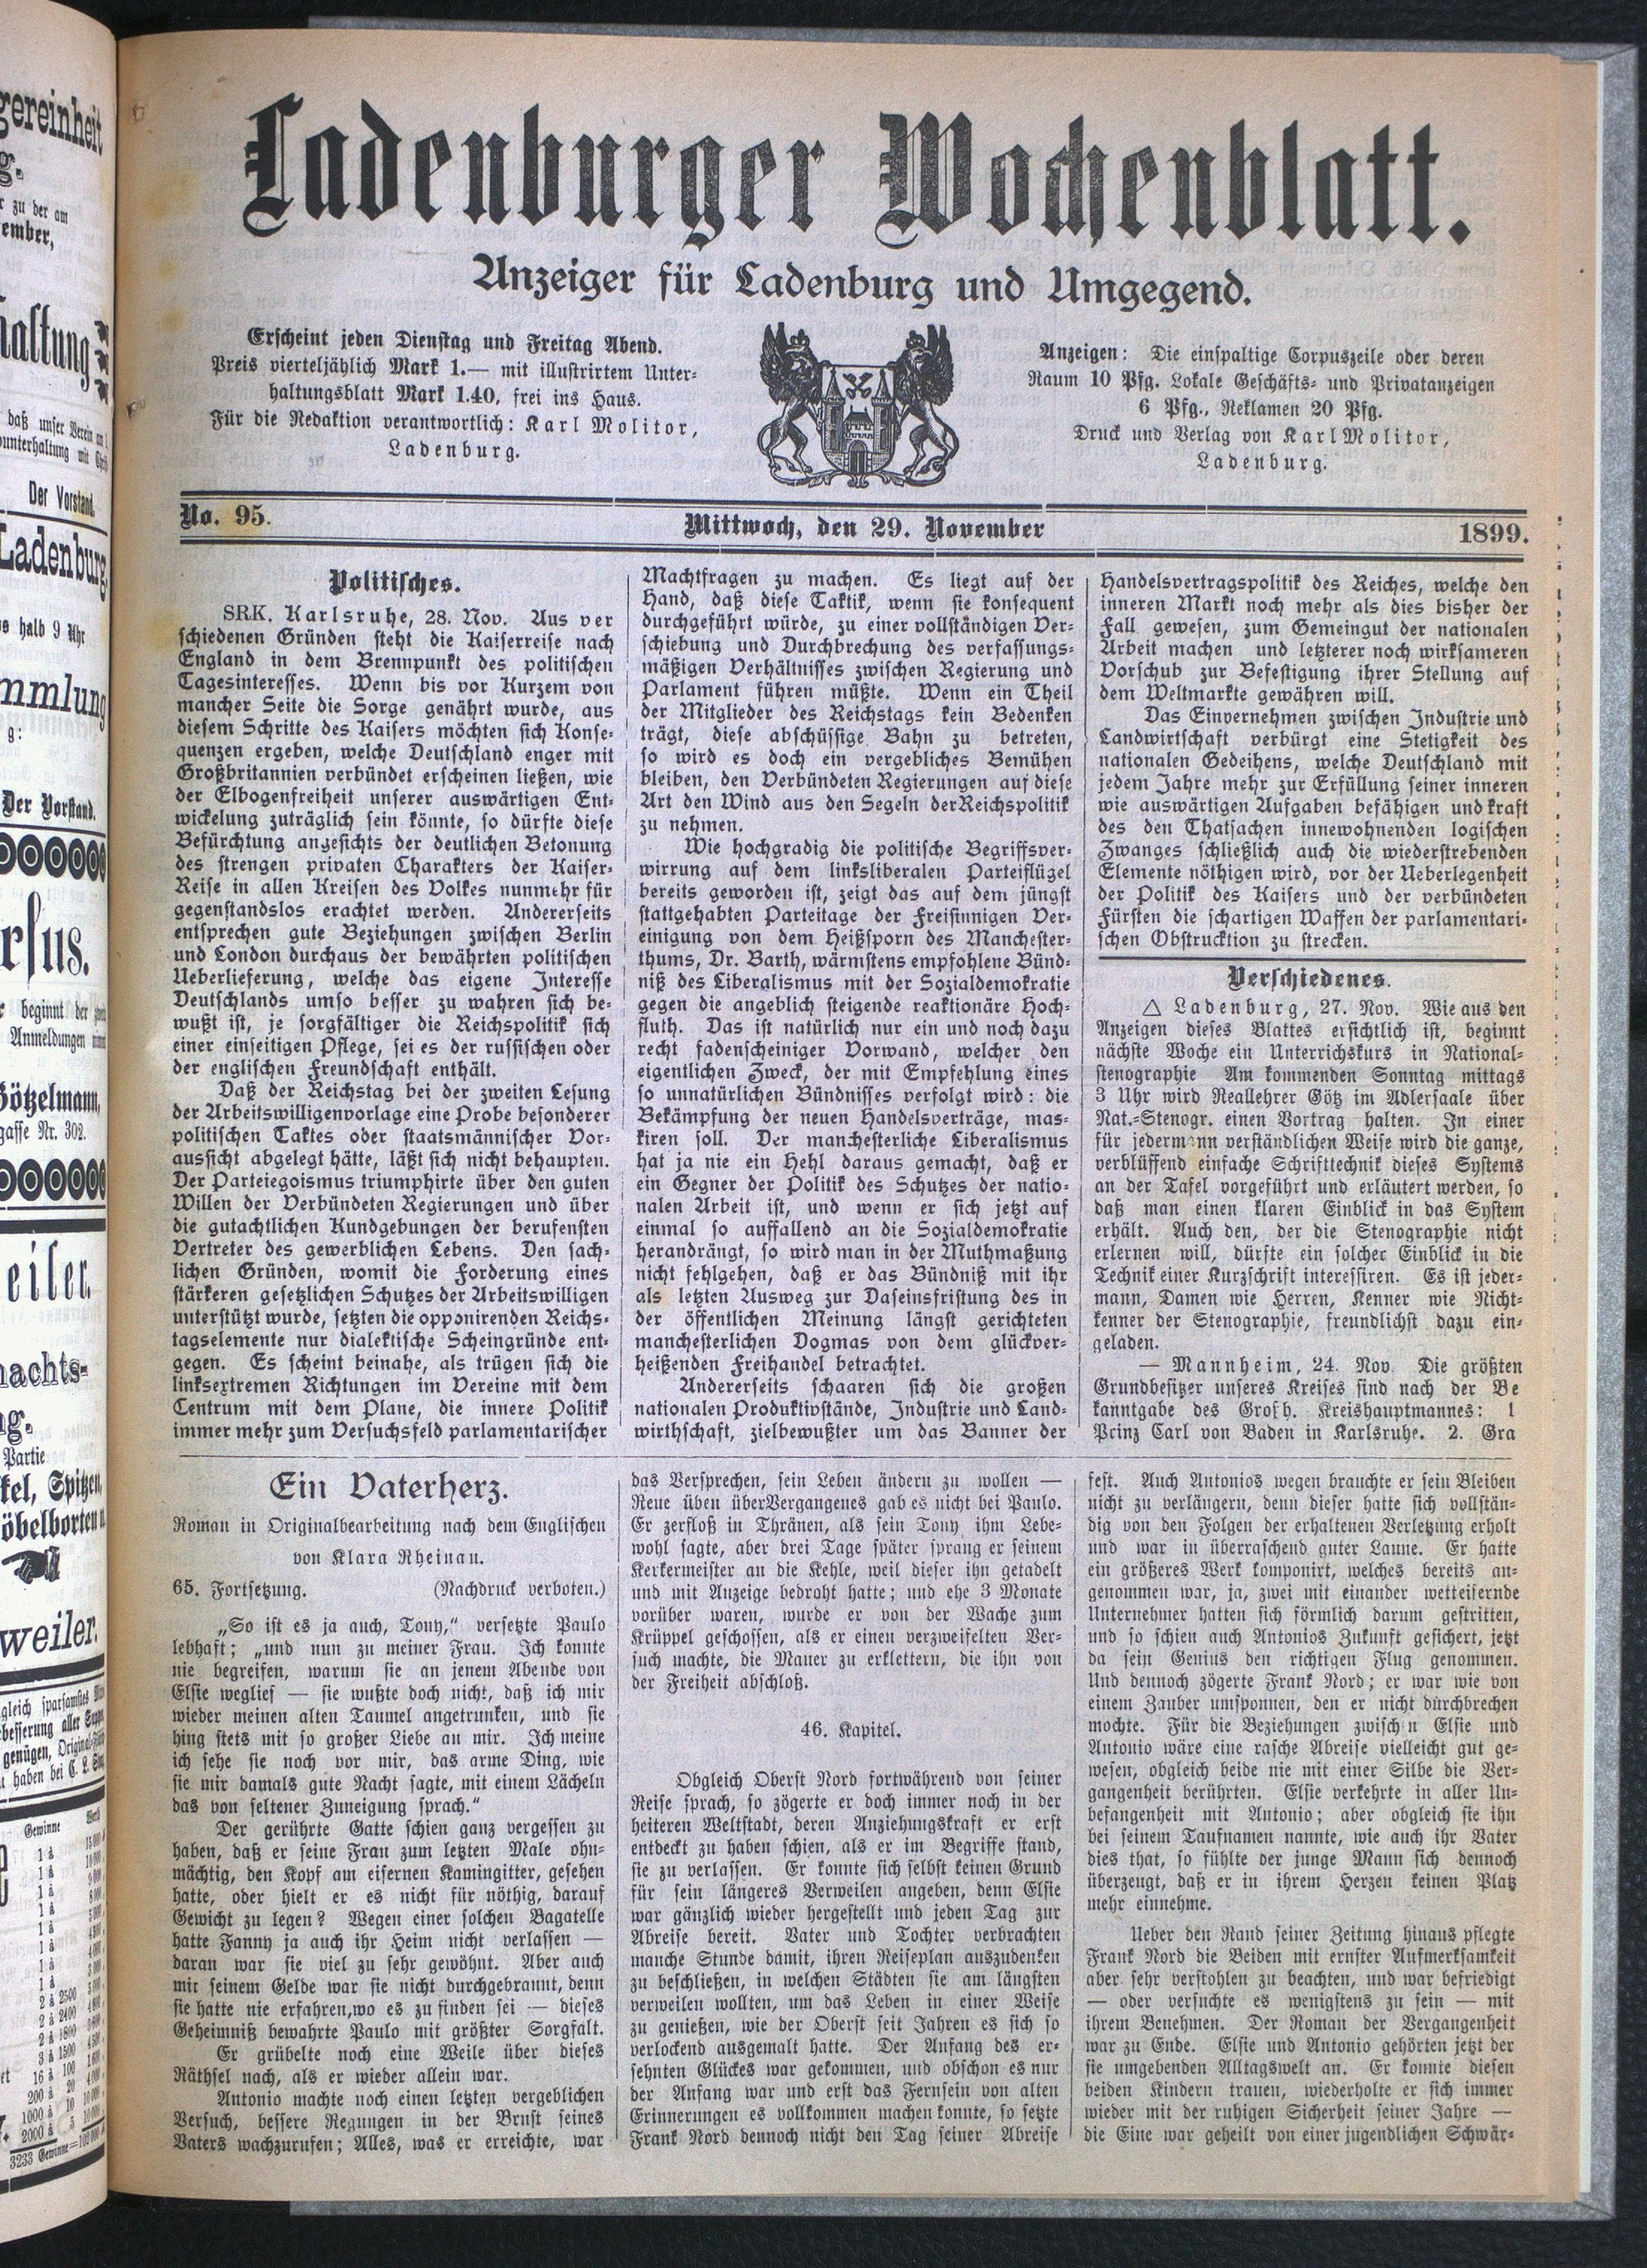 Ladenburger Wochenblatt.
Anzeiger für Ladenburg und Umgegend.
Erscheint jeden Dienstag und Freitag Abend.
Preis vierteljählich Mark 1.— mit illustrirtem Unter-
haltungsblatt Mark 1.40, frei ins Haus.
Für die Redaktion verantwortlich: Karl Molitor,
Ladenburg.
Anzeigen: Die einspaltige Corpuszeile oder deren
Raum 10 Pfg. Lokale Geschäfts- und Privatanzeigen
6 Pfg., Reklamen 20 Pfg.
Druck und Verlag von Karl Molitor,
Ladenburg.
No. 95.
Mittwoch, den 29. November
1899.
Politisches.
SRK. Karlsruhe, 28. Nov. Aus ver
schiedenen Gründen steht die Kaiserreise nach
England in dem Brennpunkt des politischen
Tagesinteresses. Wenn bis vor Kurzem von
mancher Seite die Sorge genährt wurde, aus
diesem Schritte des Kaisers möchten sich Konse-
quenzen ergeben, welche Deutschland enger mit
Großbritannien verbündet erscheinen ließen, wie
der Elbogenfreiheit unserer auswärtigen Ent-
wickelung zuträglich sein könnte, so dürfte diese
Befürchtung angesichts der deutlichen Betonung
des strengen privaten Charakters der Kaiser-
Reise in allen Kreisen des Volkes nunmehr für
gegenstandslos erachtet werden. Andererseits
entsprechen gute Beziehungen zwischen Berlin
und London durchaus der bewährten politischen
Ueberlieferung, welche das eigene Interesse
Deutschlands umso besser zu wahren sich be-
wußt ist, je sorgfältiger die Reichspolitik sich
einer einseitigen Pflege, sei es der russischen oder
der englischen Freundschaft enthält.
Daß der Reichstag bei der zweiten Lesung
der Arbeitswilligenvorlage eine Probe besonderer
politischen Taktes oder staatsmännischer Vor-
aussicht abgelegt hätte, läßt sich nicht behaupten.
Der Parteiegoismus triumphirte über den guten
Willen der Verbündeten Regierungen und über
die gutachtlichen Kundgebungen der berufensten
Vertreter des gewerblichen Lebens. Den sach-
lichen Gründen, womit die Forderung eines
stärkeren gesetzlichen Schutzes der Arbeitswilligen
unterstützt wurde, setzten die opponirenden Reichs-
tagselemente nur dialektische Scheingründe ent-
gegen. Es scheint beinahe, als trügen sich die
linksextremen Richtungen im Vereine mit dem
Centrum mit dem Plane, die innere Politik
immer mehr zum Versuchsfeld parlamentarischer
Machtfragen zu machen. Es liegt auf der
Hand, daß diese Taktik, wenn sie konsequent
durchgeführt würde, zu einer vollständigen Ver-
schiebung und Durchbrechung des verfassungs-
mäßigen Verhältnisses zwischen Regierung und
Parlament führen müßte. Wenn ein Theil
der Mitglieder des Reichstags kein Bedenken
trägt, diese abschüssige Bahn zu betreten,
so wird es doch ein vergebliches Bemühen
bleiben, den Verbündeten Regierungen auf diese
Art den Wind aus den Segeln der Reichspolitik
zu nehmen.
Wie hochgradig die politische Begriffsver-
wirrung auf dem linksliberalen Parteiflügel
bereits geworden ist, zeigt das auf dem jüngst
stattgehabten Parteitage der Freisinnigen Ver-
einigung von dem Heißsporn des Manchester-
thums, Dr. Barth, wärmstens empfohlene Bünd-
niß des Liberalismus mit der Sozialdemokratie
gegen die angeblich steigende reaktionäre Hoch-
fluth. Das ist natürlich nur ein und noch dazu
recht fadenscheiniger Vorwand, welcher den
eigentlichen Zweck, der mit Empfehlung eines
so unnatürlichen Bündnisses verfolgt wird: die
Bekämpfung der neuen Handelsverträge, mas-
kiren soll. Der manchesterliche Liberalismus
hat ja nie ein Hehl daraus gemacht, daß er
ein Gegner der Politik des Schutzes der natio-
nalen Arbeit ist, und wenn er sich jetzt auf
einmal so auffallend an die Sozialdemokratie
herandrängt, so wird man in der Muthmaßung
nicht fehlgehen, daß er das Bündniß mit ihr
als letzten Ausweg zur Daseinsfristung des in
der öffentlichen Meinung längst gerichteten
manchesterlichen Dogmas von dem glückver-
heißenden Freihandel betrachtet.
Andererseits schaaren sich die großen
nationalen Produktivstände, Industrie und Land-
wirthschaft, zielbewußter um das Banner der
Handelsvertragspolitik des Reiches, welche den
inneren Markt noch mehr als dies bisher der
Fall gewesen, zum Gemeingut der nationalen
Arbeit machen und letzterer noch wirksameren
Vorschub zur Befestigung ihrer Stellung auf
dem Weltmarkte gewähren will.
Das Einvernehmen zwischen Industrie und
Landwirtschaft verbürgt eine Stetigkeit des
nationalen Gedeihens, welche Deutschland mit
jedem Jahre mehr zur Erfüllung seiner inneren
wie auswärtigen Aufgaben befähigen und kraft
des den Thatsachen innewohnenden logischen
Zwanges schließlich auch die wiederstrebenden
Elemente nöthigen wird, vor der Ueberlegenheit
der Politik des Kaisers und der verbündeten
Fürsten die schartigen Waffen der parlamentari-
schen Obstrucktion zu strecken.
Verschiedenes.
△ Ladenburg, 27. Nov. Wie aus den
Anzeigen dieses Blattes ersichtlich ist, beginnt
nächste Woche ein Unterrichskurs in National-
stenographie Am kommenden Sonntag mittags
3 Uhr wird Reallehrer Götz im Adlersaale über
Nat.-Stenogr. einen Vortrag halten. In einer
für jedermann verständlichen Weise wird die ganze,
verblüffend einfache Schrifttechnik dieses Systems
an der Tafel vorgeführt und erläutert werden, so
daß man einen klaren Einblick in das System
erhält. Auch den, der die Stenographie nicht
erlernen will, dürfte ein solcher Einblick in die
Technik einer Kurzschrift interessiren. Es ist jeder-
mann, Damen wie Herren, Kenner wie Nicht-
kenner der Stenographie, freundlichst dazu ein-
geladen.
— Mannheim, 24. Nov. Die größten
Grundbesitzer unseres Kreises sind nach der Be
kanntgabe des Großh. Kreishauptmannes: 1
Prinz Carl von Baden in Karlsruhe. 2. Gra
Ein Vaterherz.
Roman in Originalbearbeitung nach dem Englischen
von Klara Rheinau.
65. Fortsetzung. (Nachdruck verboten.)
„So ist es ja auch, Tony,“ versetzte Paulo
lebhaft; „und nun zu meiner Frau. Ich konnte
nie begreifen, warum sie an jenem Abende von
Elsie weglief — sie wußte doch nicht, daß ich mir
wieder meinen alten Taumel angetrunken, und sie
hing stets mit so großer Liebe an mir. Ich meine
ich sehe sie noch vor mir, das arme Ding, wie
sie mir damals gute Nacht sagte, mit einem Lächeln
das von seltener Zuneigung sprach.“
Der gerührte Gatte schien ganz vergessen zu
haben, daß er seine Frau zum letzten Male ohn-
mächtig, den Kopf am eisernen Kamingitter, gesehen
hatte, oder hielt er es nicht für nöthig, darauf
Gewicht zu legen? Wegen einer solchen Bagatelle
hatte Fanny ja auch ihr Heim nicht verlassen —
daran war sie viel zu sehr gewöhnt. Aber auch
mit seinem Gelde war sie nicht durchgebrannt, denn
sie hatte nie erfahren, wo es zu finden sei — dieses
Geheimniß bewahrte Paulo mit größter Sorgfalt.
Er grübelte noch eine Weile über dieses
Räthsel nach, als er wieder allein war.
Antonio machte noch einen letzten vergeblichen
Versuch, bessere Regungen in der Brust seines
Vaters wachzurufen; Alles, was er erreichte, war
das Versprechen, sein Leben ändern zu wollen —
Reue üben über Vergangenes gab es nicht bei Paulo.
Er zerfloß in Thränen, als sein Tony ihm Lebe-
wohl sagte, aber drei Tage später sprang er seinem
Kerkermeister an die Kehle, weil dieser ihn getadelt
und mit Anzeige bedroht hatte; und ehe 3 Monate
vorüber waren, wurde er von der Wache zum
Krüppel geschossen, als er einen verzweifelten Ver-
such machte, die Mauer zu erklettern, die ihn von
der Freiheit abschloß.
46. Kapitel.
Obgleich Oberst Nord fortwährend von seiner
Reise sprach, so zögerte er doch immer noch in der
heiteren Weltstadt, deren Anziehungskraft er erst
entdeckt zu haben schien, als er im Begriffe stand,
sie zu verlassen. Er konnte sich selbst keinen Grund
für sein längeres Verweilen angeben, denn Elsie
war gänzlich wieder hergestellt und jeden Tag zur
Abreise bereit. Vater und Tochter verbrachten
manche Stunde damit, ihren Reiseplan auszudenken
zu beschließen, in welchen Städten sie am längsten
verweilen wollten, um das Leben in einer Weise
zu genießen, wie der Oberst seit Jahren es sich so
verlockend ausgemalt hatte. Der Anfang des er-
sehnten Glückes war gekommen, und obschon es nur
der Anfang war und erst das Fernsein von alten
Erinnerungen es vollkommen machen konnte, so setzte
Frank Nord dennoch nicht den Tag seiner Abreise
fest. Auch Antonios wegen brauchte er sein Bleiben
nicht zu verlängern, denn dieser hatte sich vollstän-
dig von den Folgen der erhaltenen Verletzung erholt
und war in überraschend guter Laune. Er hatte
ein größeres Werk komponirt, welches bereits an-
genommen war, ja, zwei mit einander wetteifernde
Unternehmer hatten sich förmlich darum gestritten,
und so schien auch Antonios Zukunft gesichert, jetzt
da sein Genius den richtigen Flug genommen.
Und dennoch zögerte Frank Nord; er war wie von
einem Zauber umsponnen, den er nicht durchbrechen
mochte. Für die Beziehungen zwisch n Elsie und
Antonio wäre eine rasche Abreise vielleicht gut ge-
wesen, obgleich beide nie mit einer Silbe die Ver-
gangenheit berührten. Elsie verkehrte in aller Un-
befangenheit mit Antonio; aber obgleich sie ihn
bei seinem Taufnamen nannte, wie auch ihr Vater
dies that, so fühlte der junge Mann sich dennoch
überzeugt, daß er in ihrem Herzen keinen Platz
mehr einnehme.
Ueber den Rand seiner Zeitung hinaus pflegte
Frank Nord die Beiden mit ernster Aufmerksamkeit
aber sehr verstohlen zu beachten, und war befriedigt
— oder versuchte es wenigstens zu sein — mit
ihrem Benehmen. Der Roman der Vergangenheit
war zu Ende. Elsie und Antonio gehörten jetzt der
sie umgebenden Alltagswelt an. Er konnte diesen
beiden Kindern trauen, wiederholte er sich immer
wieder mit der ruhigen Sicherheit seiner Jahre —
die Eine war geheilt von einer jugendlichen Schwär-
gereinheit
g.
zu der am
ember,
haltung
daß unser Verein
unterhaltung mit
Der Vorstand.
Ladenburg.
halb 9 Uhr
mmlung
g:
Der Vorstand.
rsus.
beginnt der
Anmeldungen
Götzelmann,
gasse Nr. 302.
eiler.
nachts-
ng.
Partie
kel, Spitzen,
öbelborten
weiler.
gleich sparsamstes
besserung aller
genügen, Original
haben bei
Gewinne
3233 Gewinne